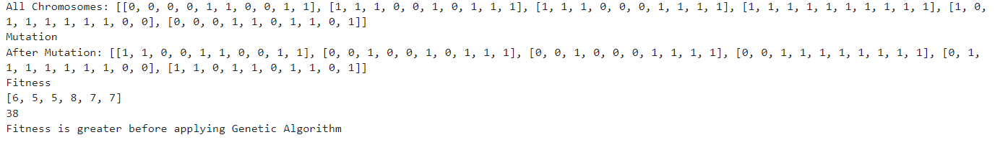 All Chromosomes: [[0, 0, 0, 0, 1, 1, 0, 0, 1, 1], [1, 1, 1, 0, 0, 1, 0, 1, 1, 1], [1, 1, 1, 0, 0, 0, 1, 1, 1, 1], [1, 1, 1, 1, 1, 1, 1, 1, 1, 1], [1, 0,
1, 1, 1, 1, 1, 1, 0, 0], [0, 0, 0, 1, 1, 0, 1, 1, 0, 1]]
Mutation
After Mutation: [[1, 1, 0, 0, 1, 1, 0, 0, 1, 1], [0, 0, 1, 0, 0, 1, 0, 1, 1, 1], [0, 0, 1, 0, 0, 0, 1, 1, 1, 1], [0, 0, 1, 1, 1, 1, 1, 1, 1, 1], [0, 1,
1, 1, 1, 1, 1, 1, 0, 0], [1, 1, 0, 1, 1, 0, 1, 1, 0, 1]]
Fitness
[6, 5, 5, 8, 7, 7]
38
Fitness is greater before applying Genetic Algorithm